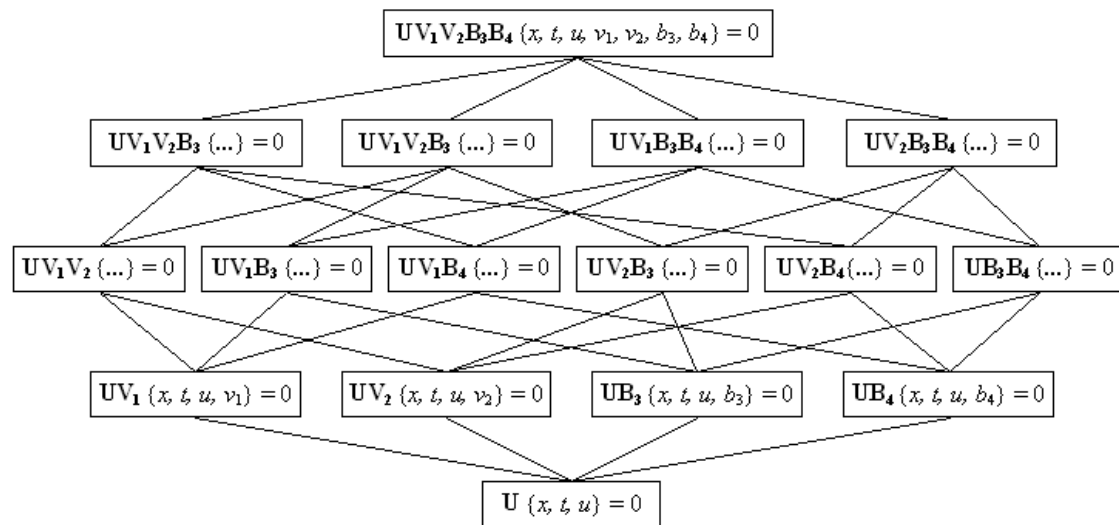 UV₁V₂B₃B₄ {x, t, u, v₁, v₂, b₃, b₄} = 0
UV₁V₂B₃ {...} = 0
UV₁V₂B₃ {...} = 0
UV₁B₃B₄ {...} = 0
UV₂B₃B₄ {...} = 0
UV₁V₂ {...} = 0
UV₁B₃ {...} = 0
UV₁B₄ {...} = 0
UV₂B₃ {...} = 0
UV₂B₄{...} = 0
UB₃B₄ {...} = 0
UV₁ {x, t, u, v₁} = 0
UV₂ {x, t, u, v₂} = 0
UB₃ {x, t, u, b₃} = 0
UB₄ {x, t, u, b₄} = 0
U {x, t, u} = 0